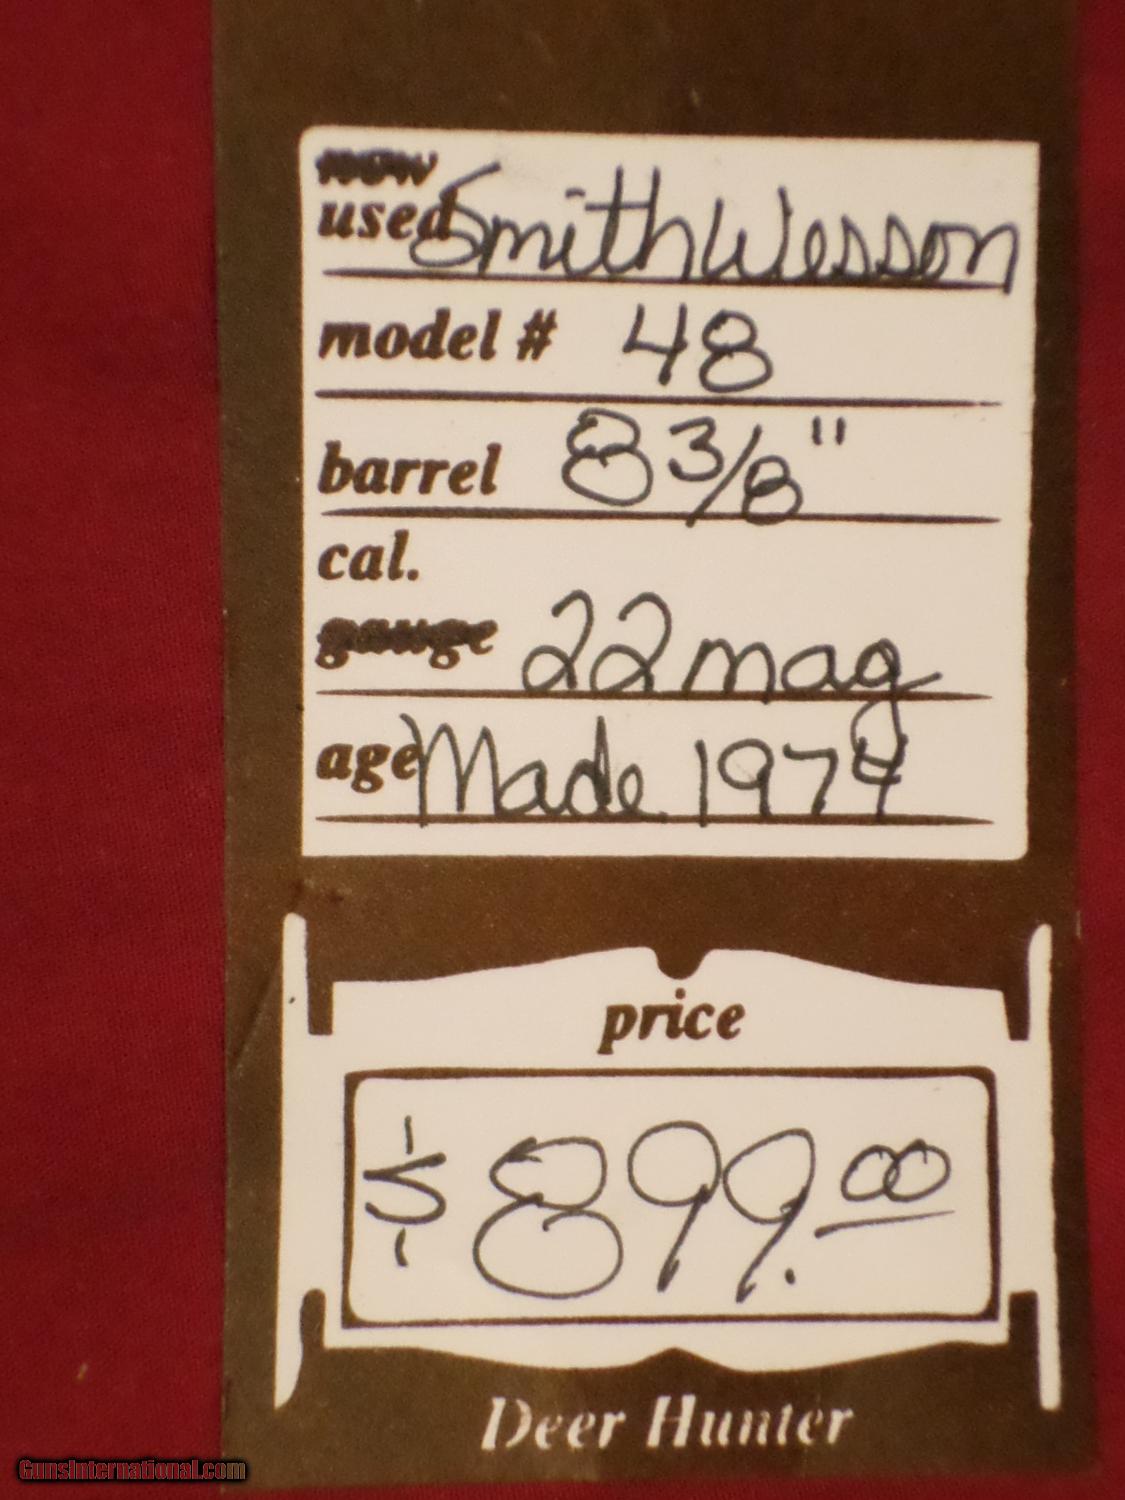 new
used Smith Wesson
model # 48
barrel 8 3/8"
cal.
gauge 22 mag
age Made 1974
price
$899.00
Deer Hunter
GunsInternational.com